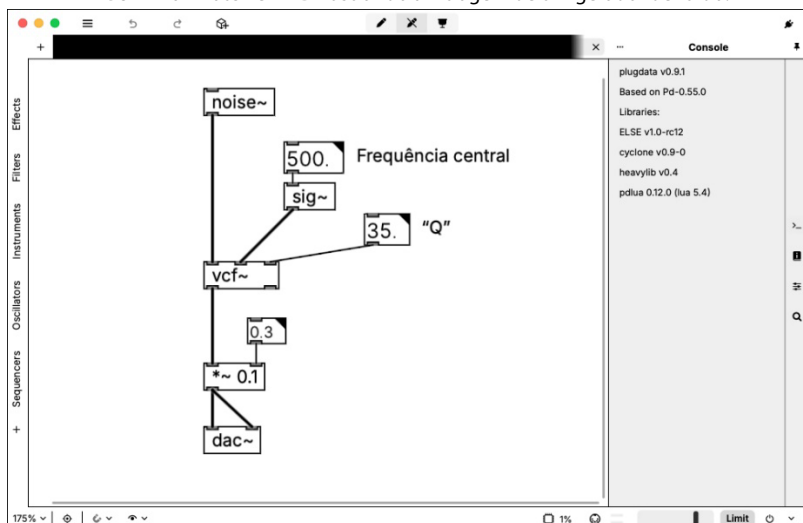 +
Console
plugdata v0.9.1
Based on Pd-0.55.0
Libraries:
ELSE v1.0-rc12
cyclone v0.9-0
heavylib v0.4
pdlua 0.12.0 (lua 5.4)
Effects
Filters
Instruments
Oscillators
Sequencers
+
noise~
500.
Frequência central
sig~
35.
“Q”
vcf~
0.3
*~ 0.1
dac~
175%
1%
Limit